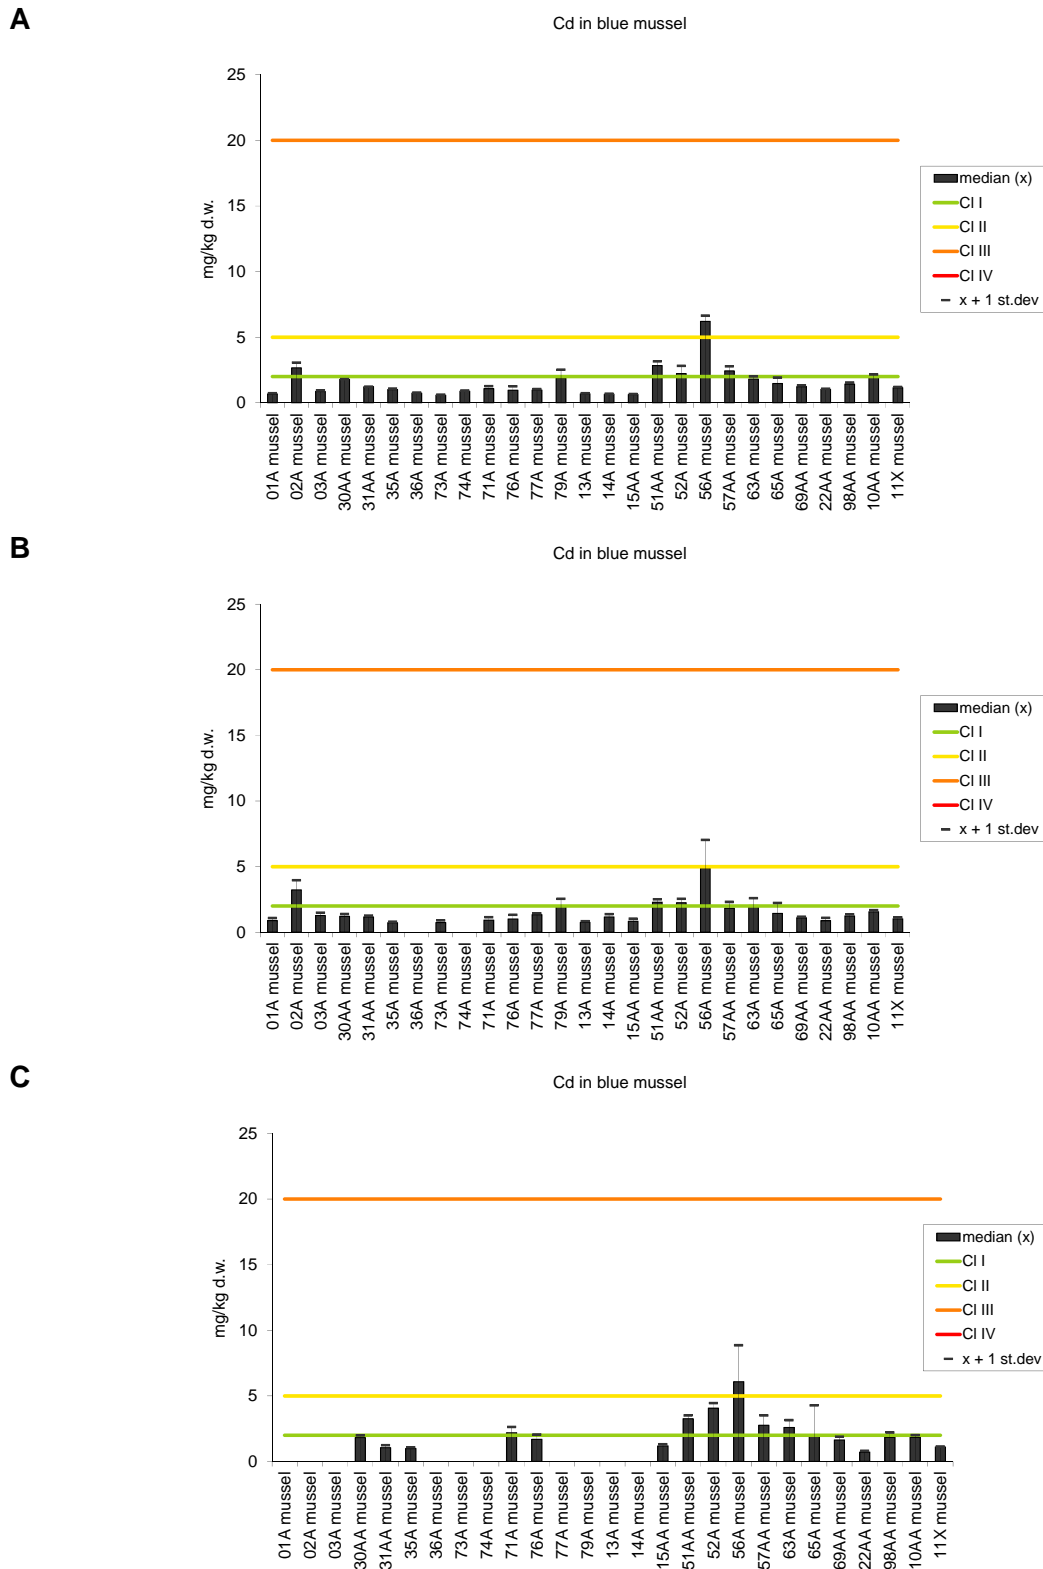 A
Cd in blue mussel
25
20
15
10
5
0
mg/kg d.w.
median (x)
Cl I
Cl II
Cl III
Cl IV
x + 1 st.dev
01A mussel
02A mussel
03A mussel
30AA mussel
31AA mussel
35A mussel
36A mussel
73A mussel
74A mussel
71A mussel
76A mussel
77A mussel
79A mussel
13A mussel
14A mussel
15AA mussel
51AA mussel
52A mussel
56A mussel
57AA mussel
63A mussel
65A mussel
69AA mussel
22AA mussel
98AA mussel
10AA mussel
11X mussel
B
Cd in blue mussel
25
20
15
10
5
0
mg/kg d.w.
median (x)
Cl I
Cl II
Cl III
Cl IV
x + 1 st.dev
01A mussel
02A mussel
03A mussel
30AA mussel
31AA mussel
35A mussel
36A mussel
73A mussel
74A mussel
71A mussel
76A mussel
77A mussel
79A mussel
13A mussel
14A mussel
15AA mussel
51AA mussel
52A mussel
56A mussel
57AA mussel
63A mussel
65A mussel
69AA mussel
22AA mussel
98AA mussel
10AA mussel
11X mussel
C
Cd in blue mussel
25
20
15
10
5
0
mg/kg d.w.
median (x)
Cl I
Cl II
Cl III
Cl IV
x + 1 st.dev
01A mussel
02A mussel
03A mussel
30AA mussel
31AA mussel
35A mussel
36A mussel
73A mussel
74A mussel
71A mussel
76A mussel
77A mussel
79A mussel
13A mussel
14A mussel
15AA mussel
51AA mussel
52A mussel
56A mussel
57AA mussel
63A mussel
65A mussel
69AA mussel
22AA mussel
98AA mussel
10AA mussel
11X mussel